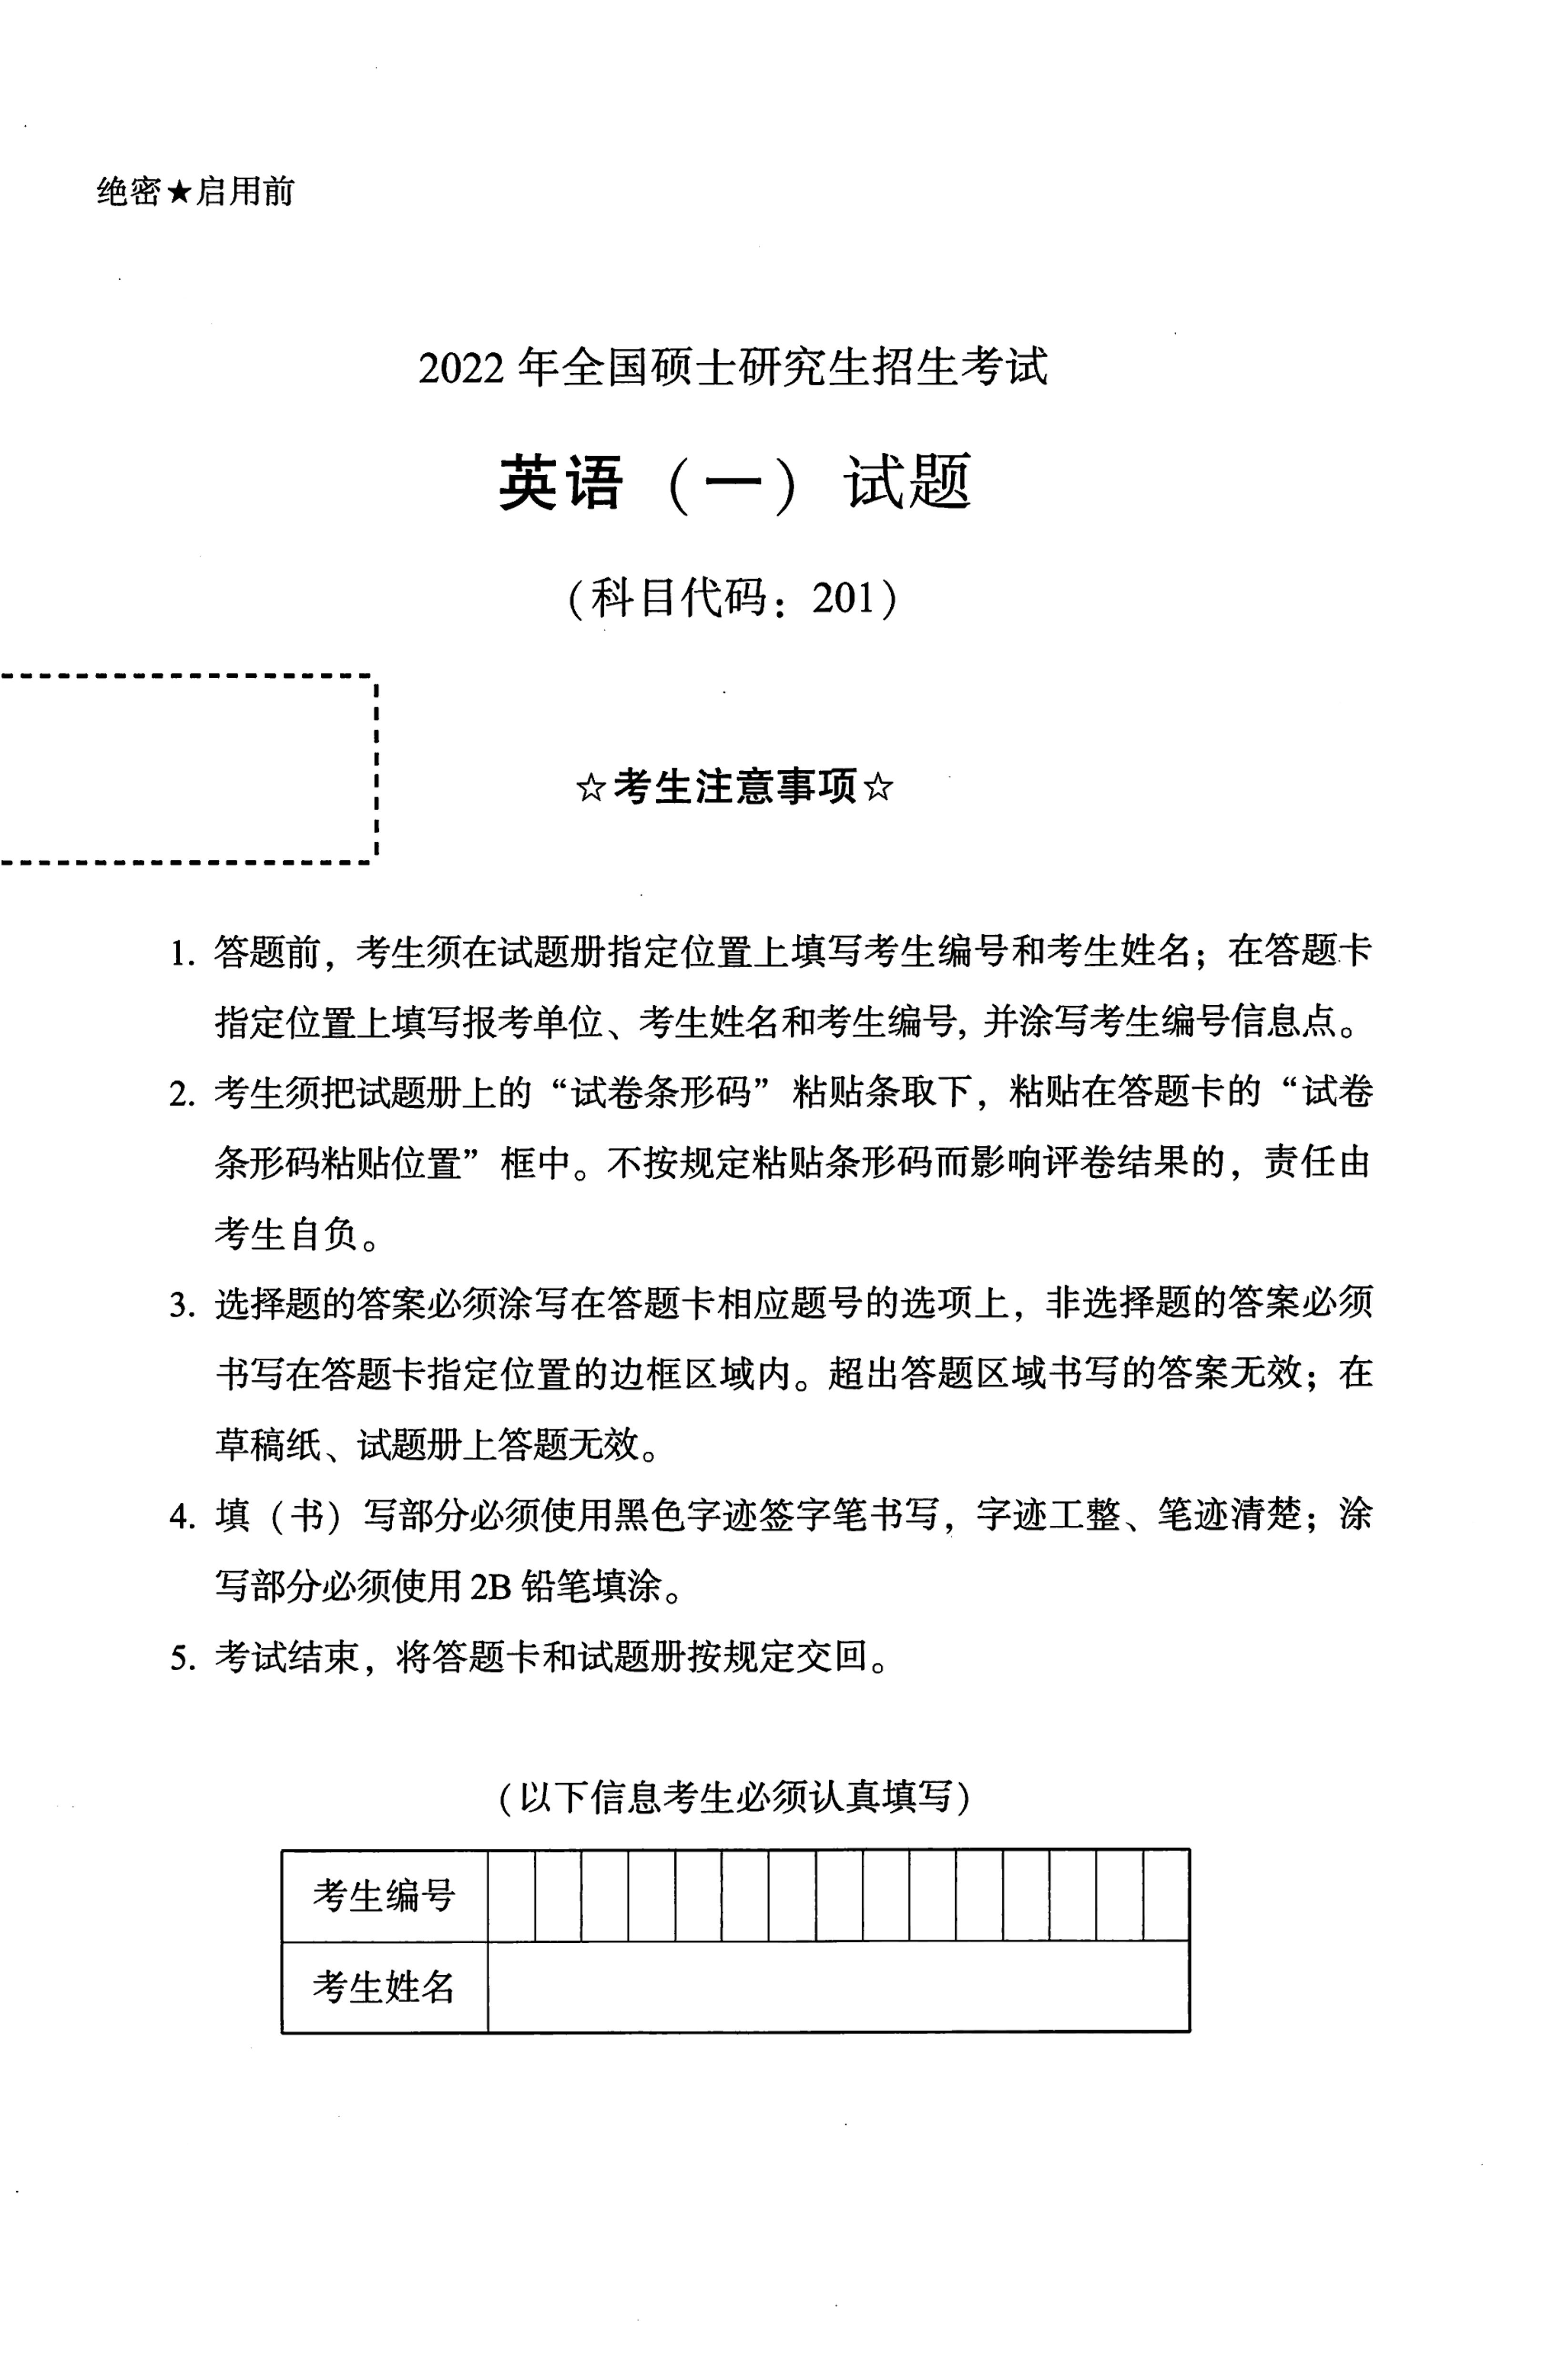 绝密★启用前
2022 年全国硕士研究生招生考试
英语（一）试题
（科目代码：201）
☆考生注意事项☆
1. 答题前，考生须在试题册指定位置上填写考生编号和考生姓名；在答题卡
指定位置上填写报考单位、考生姓名和考生编号，并涂写考生编号信息点。
2. 考生须把试题册上的“试卷条形码”粘贴条取下，粘贴在答题卡的“试卷
条形码粘贴位置”框中。不按规定粘贴条形码而影响评卷结果的，责任由
考生自负。
3. 选择题的答案必须涂写在答题卡相应题号的选项上，非选择题的答案必须
书写在答题卡指定位置的边框区域内。超出答题区域书写的答案无效；在
草稿纸、试题册上答题无效。
4. 填（书）写部分必须使用黑色字迹签字笔书写，字迹工整、笔迹清楚；涂
写部分必须使用 2B 铅笔填涂。
5. 考试结束，将答题卡和试题册按规定交回。
（以下信息考生必须认真填写）
考生编号
考生姓名